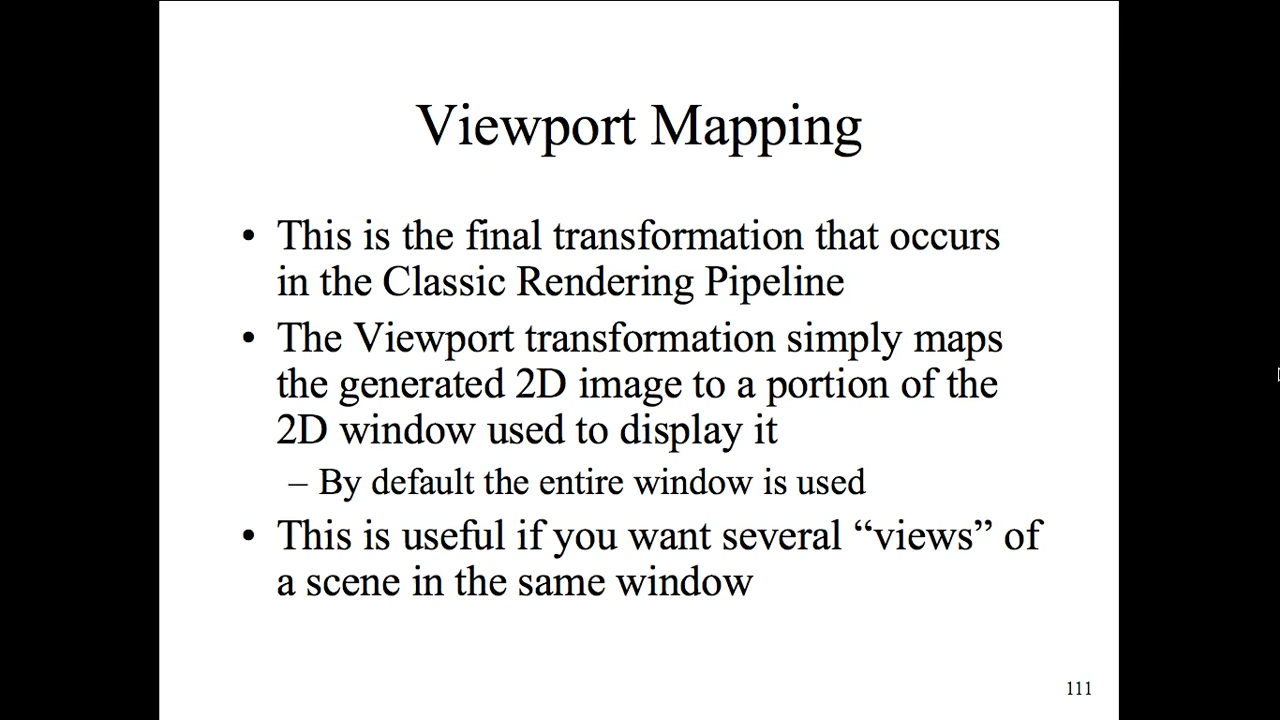 Viewport Mapping
• This is the final transformation that occurs
in the Classic Rendering Pipeline
• The Viewport transformation simply maps
the generated 2D image to a portion of the
2D window used to display it
– By default the entire window is used
• This is useful if you want several “views” of
a scene in the same window
111